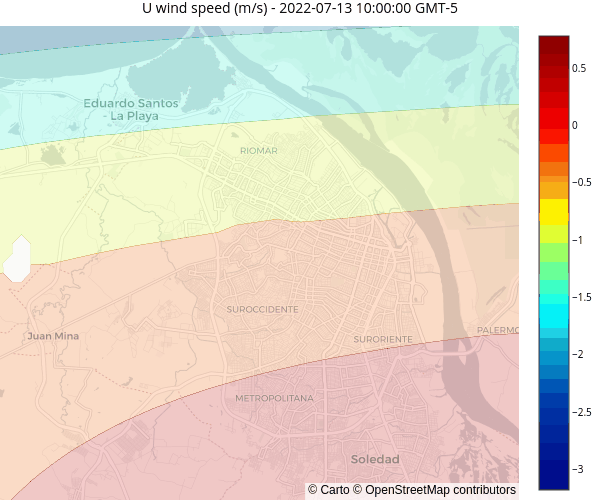 U wind speed (m/s) - 2022-07-13 10:00:00 GMT-5
Eduardo Santos
- La Playa
RIOMAR
SUROCCIDENTE
Juan Mina
SURORIENTE
PALERMO
METROPOLITANA
Soledad
© Carto © OpenStreetMap contributors
0.5
0
−0.5
−1
−1.5
−2
−2.5
−3